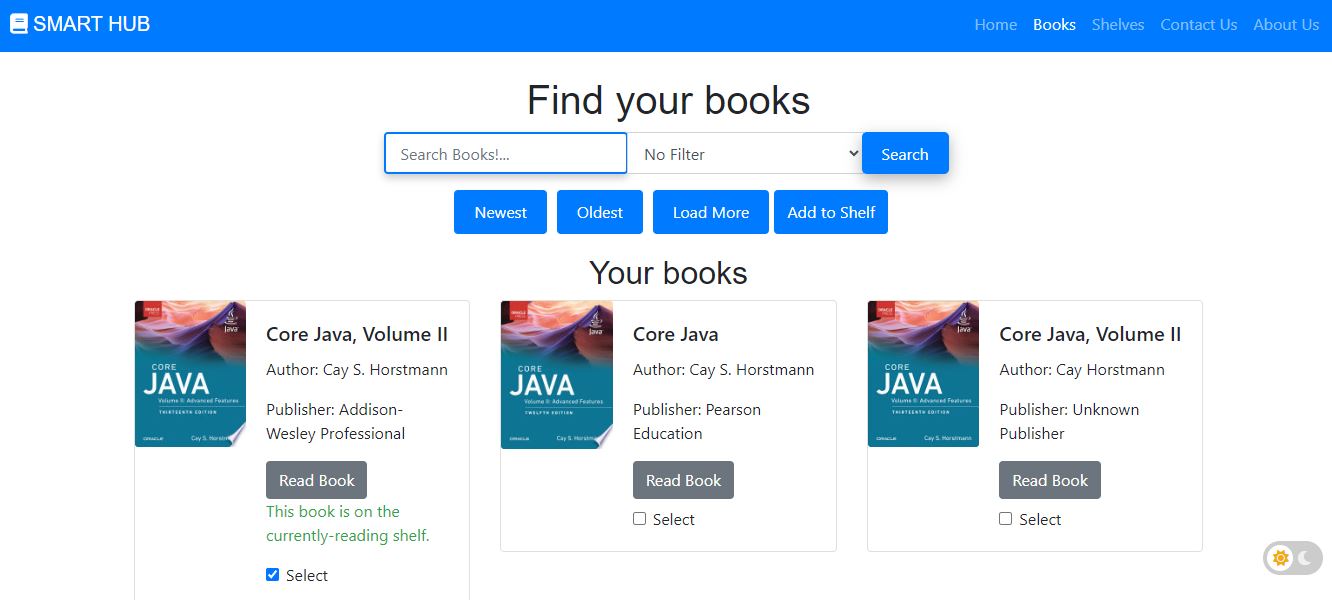 SMART HUB
Home Books Shelves Contact Us About Us
Find your books
Search Books!... No Filter Search
Newest Oldest Load More Add to Shelf
Your books
ORACLE
Java
CORE
JAVA
Volume II: Advanced Features
THIRTEENTH EDITION
ORACLE Cay S. Horstm
Core Java, Volume II
Author: Cay S. Horstmann
Publisher: Addison-
Wesley Professional
Read Book
This book is on the
currently-reading shelf.
Select
ORACLE
Java
CORE
JAVA
Volume II: Advanced Features
TWELFTH EDITION
ORACLE Cay S. Horstm
Core Java
Author: Cay S. Horstmann
Publisher: Pearson
Education
Read Book
Select
ORACLE
Java
CORE
JAVA
Volume II: Advanced Features
THIRTEENTH EDITION
ORACLE Cay S. Horstmann
Core Java, Volume II
Author: Cay Horstmann
Publisher: Unknown
Publisher
Read Book
Select